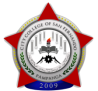 CITY COLLEGE OF SAN FERNANDO
PAMPANGA
2009